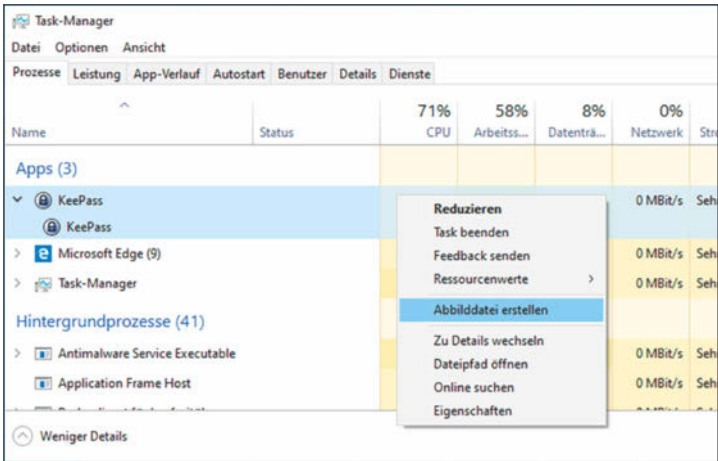 Task-Manager
Datei Optionen Ansicht
Prozesse Leistung App-Verlauf Autostart Benutzer Details Dienste
71% 58% 8% 0%
Name Status CPU Arbeitss... Datenträ... Netzwerk Str
Apps (3)
KeePass 0 MBit/s Seh
KeePass
Microsoft Edge (9) 0 MBit/s Seh
Task-Manager 0 MBit/s Seh
Hintergrundprozesse (41)
Antimalware Service Executable 0 MBit/s Seh
Application Frame Host 0 MBit/s Seh
Reduzieren
Task beenden
Feedback senden
Ressourcenwerte
Abbilddatei erstellen
Zu Details wechseln
Dateipfad öffnen
Online suchen
Eigenschaften
Weniger Details